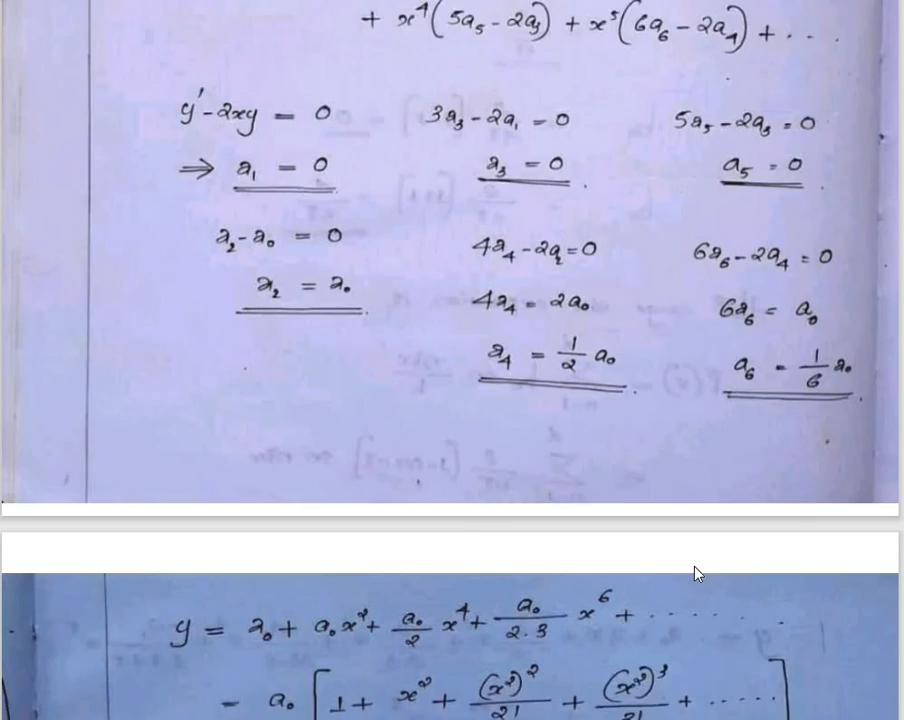 + x⁴(5a₅ - 2a₃) + x⁵(6a₆ - 2a₄) + . . .
y' - 2xy = 0
⇒ a₁ = 0
a₂ - a₀ = 0
a₂ = a₀
3a₃ - 2a₁ = 0
a₃ = 0
4a₄ - 2a₂ = 0
4a₄ = 2a₀
a₄ = 1/2 a₀
5a₅ - 2a₃ = 0
a₅ = 0
6a₆ - 2a₄ = 0
6a₆ = a₀
a₆ = 1/6 a₀
y = a₀ + a₀x² + a₀/2 x⁴ + a₀/2.3 x⁶ + . . . . .
= a₀ [1 + x² + (x²)²/2! + (x²)³/3! + . . . . .]